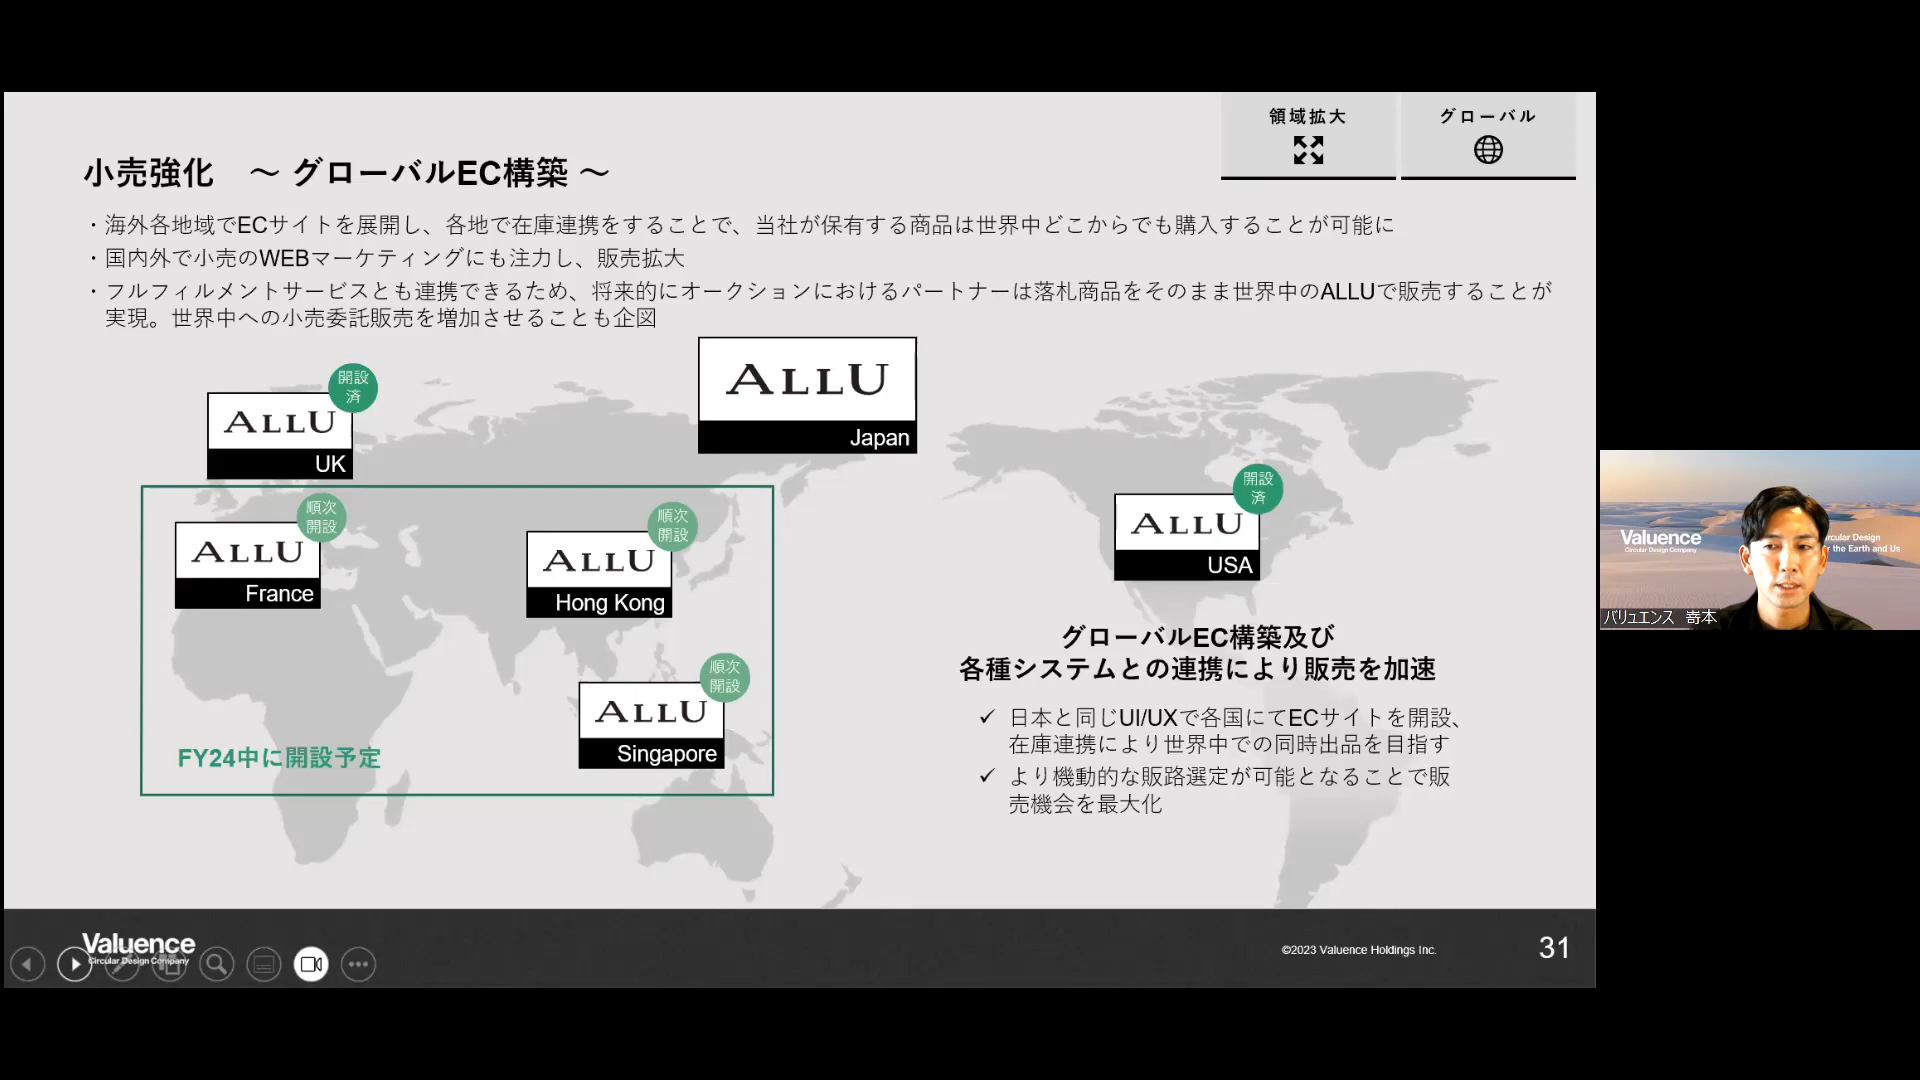 領域拡大
グローバル
小売強化　～ グローバルEC構築 ～
・海外各地域でECサイトを展開し、各地で在庫連携をすることで、当社が保有する商品は世界中どこからでも購入することが可能に
・国内外で小売のWEBマーケティングにも注力し、販売拡大
・フルフィルメントサービスとも連携できるため、将来的にオークションにおけるパートナーは落札商品をそのまま世界中のALLUで販売することが
実現。世界中への小売委託販売を増加させることも企図
ALLU
Japan
開設
済
ALLU
UK
順次
開設
ALLU
France
順次
開設
ALLU
Hong Kong
順次
開設
ALLU
Singapore
FY24中に開設予定
開設
済
ALLU
USA
グローバルEC構築及び
各種システムとの連携により販売を加速
✓ 日本と同じUI/UXで各国にてECサイトを開設、
在庫連携により世界中での同時出品を目指す
✓ より機動的な販路選定が可能となることで販
売機会を最大化
Valuence
Circular Design Company
©2023 Valuence Holdings Inc.
31
Valuence
Circular Design Company
rcular Design
r the Earth and Us
バリュエンス　嵜本